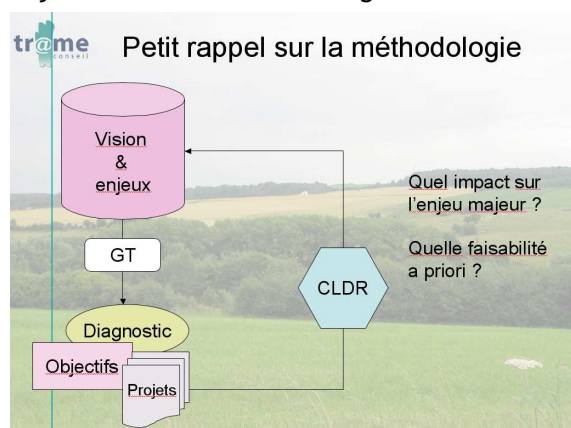 tr@me
conseil
Petit rappel sur la méthodologie
Vision
&
enjeux
Quel impact sur
l'enjeu majeur ?
Quelle faisabilité
a priori ?
GT
CLDR
Diagnostic
Objectifs
Projets